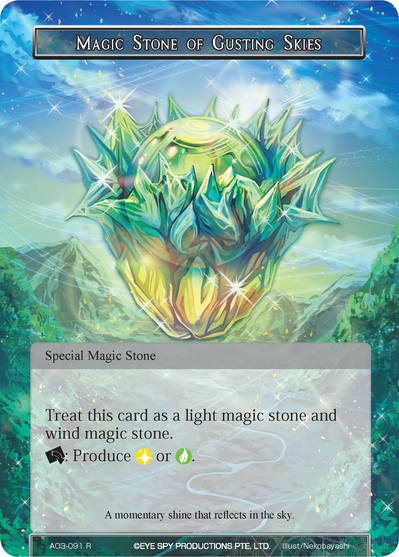 Magic Stone of Gusting Skies
Special Magic Stone
Treat this card as a light magic stone and
wind magic stone.
: Produce or .
A momentary shine that reflects in the sky.
A03-091 R ©EYE SPY PRODUCTIONS PTE. LTD. Illust/Nekobayashi